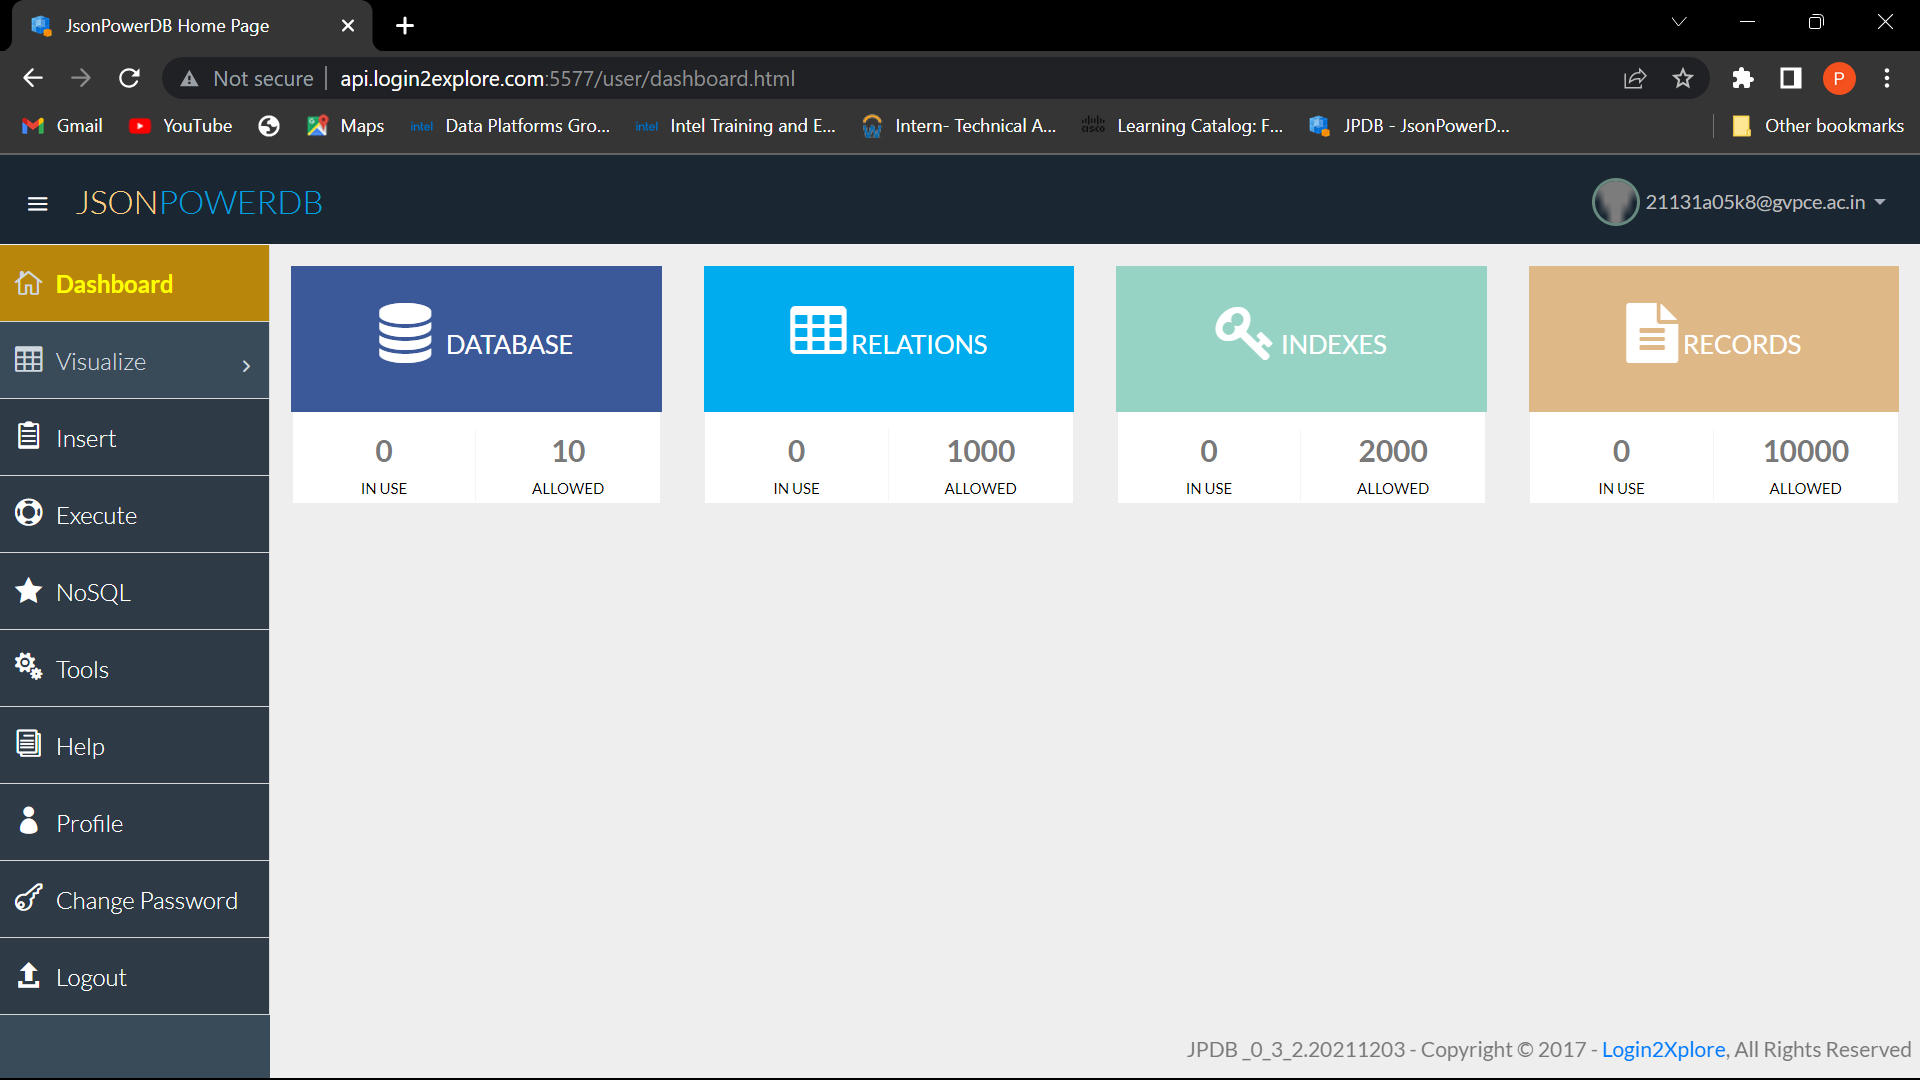 JsonPowerDB Home Page
Not secure
api.login2explore.com:5577/user/dashboard.html
P
Gmail
YouTube
Maps
intel
Data Platforms Gro...
intel
Intel Training and E...
Intern- Technical A...
cisco
Learning Catalog: F...
JPDB - JsonPowerD...
Other bookmarks
JSONPOWERDB
21131a05k8@gvpce.ac.in
Dashboard
Visualize
Insert
Execute
NoSQL
Tools
Help
Profile
Change Password
Logout
DATABASE
0
10
IN USE
ALLOWED
RELATIONS
0
1000
IN USE
ALLOWED
INDEXES
0
2000
IN USE
ALLOWED
RECORDS
0
10000
IN USE
ALLOWED
JPDB _0_3_2.20211203 - Copyright © 2017 - Login2Xplore, All Rights Reserved